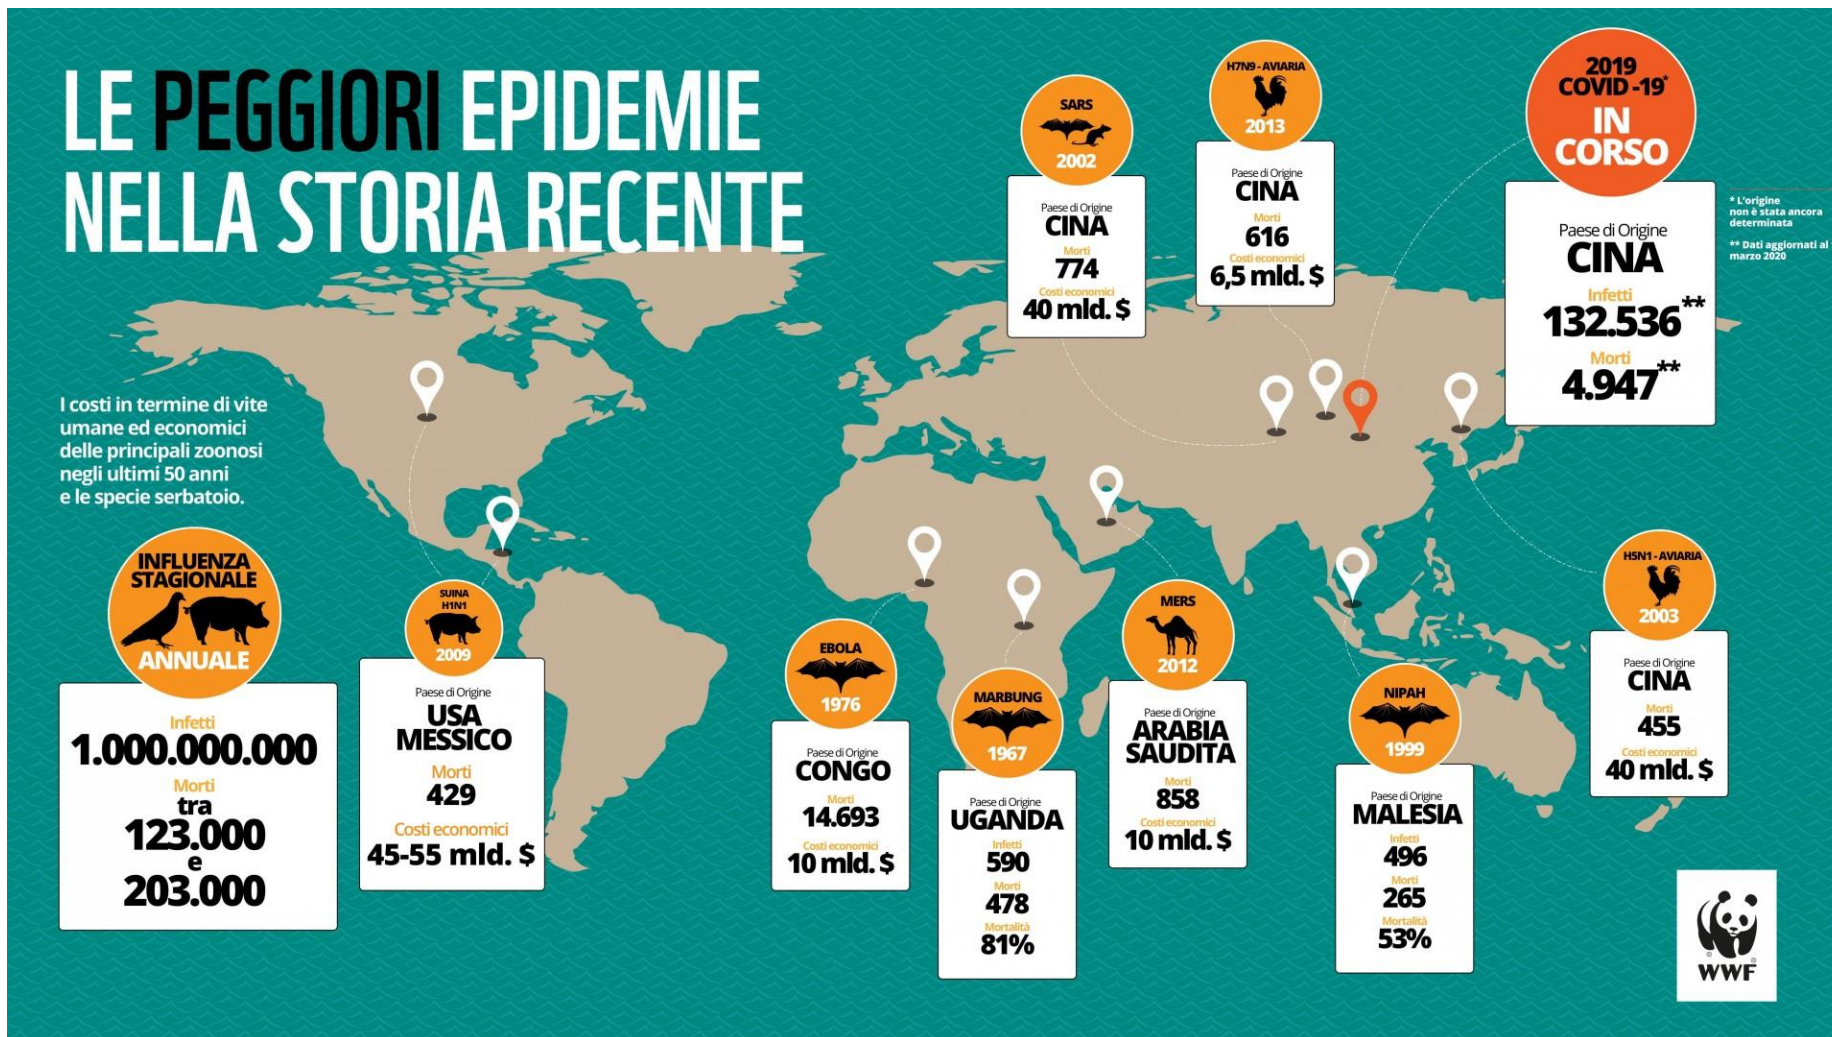 LE PEGGIORI EPIDEMIE
NELLA STORIA RECENTE
I costi in termine di vite
umane ed economici
delle principali zoonosi
negli ultimi 50 anni
e le specie serbatoio.
INFLUENZA
STAGIONALE
ANNUALE
Infetti
1.000.000.000
Morti
tra
123.000
e
203.000
SUINA
H1N1
2009
Paese di Origine
USA
MESSICO
Morti
429
Costi economici
45-55 mld. $
EBOLA
1976
Paese di Origine
CONGO
Morti
14.693
Costi economici
10 mld. $
MARBUNG
1967
Paese di Origine
UGANDA
Infetti
590
Morti
478
Mortalità
81%
SARS
2002
Paese di Origine
CINA
Morti
774
Costi economici
40 mld. $
H7N9 - AVIARIA
2013
Paese di Origine
CINA
Morti
616
Costi economici
6,5 mld. $
MERS
2012
Paese di Origine
ARABIA
SAUDITA
Morti
858
Costi economici
10 mld. $
NIPAH
1999
Paese di Origine
MALESIA
Infetti
496
Morti
265
Mortalità
53%
2019
COVID -19*
IN
CORSO
Paese di Origine
CINA
Infetti
132.536**
Morti
4.947**
* L'origine
non è stata ancora
determinata
** Dati aggiornati al
marzo 2020
H5N1 - AVIARIA
2003
Paese di Origine
CINA
Morti
455
Costi economici
40 mld. $
WWF